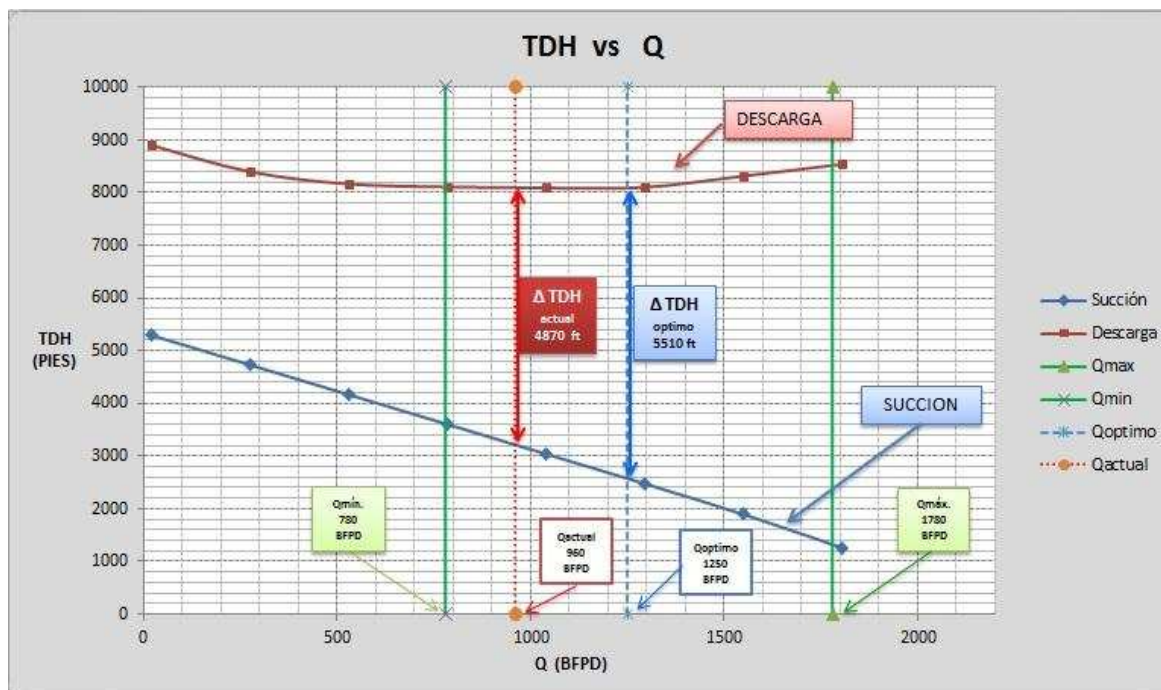 TDH vs Q
10000
9000
8000
7000
6000
5000
4000
3000
2000
1000
0
TDH
(PIES)
DESCARGA
Δ TDH
actual
4870 ft
Δ TDH
optimo
5510 ft
SUCCION
Qmín.
780
BFPD
Qactual
960
BFPD
Qoptimo
1250
BFPD
Qmáx.
1780
BFPD
0
500
1000
1500
2000
Q (BFPD)
Succión
Descarga
Qmax
Qmin
Qoptimo
Qactual